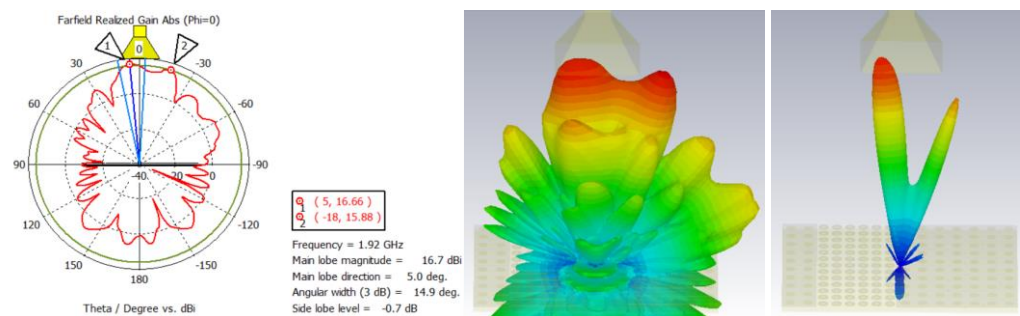 Farfield Realized Gain Abs (Phi=0)
1
0
2
30
-30
60
-60
90
-40
-20
0
-90
120
-120
150
-150
180
Theta / Degree vs. dBi
1 ( 5, 16.66 )
2 ( -18, 15.88 )
Frequency = 1.92 GHz
Main lobe magnitude = 16.7 dBi
Main lobe direction = 5.0 deg.
Angular width (3 dB) = 14.9 deg.
Side lobe level = -0.7 dB